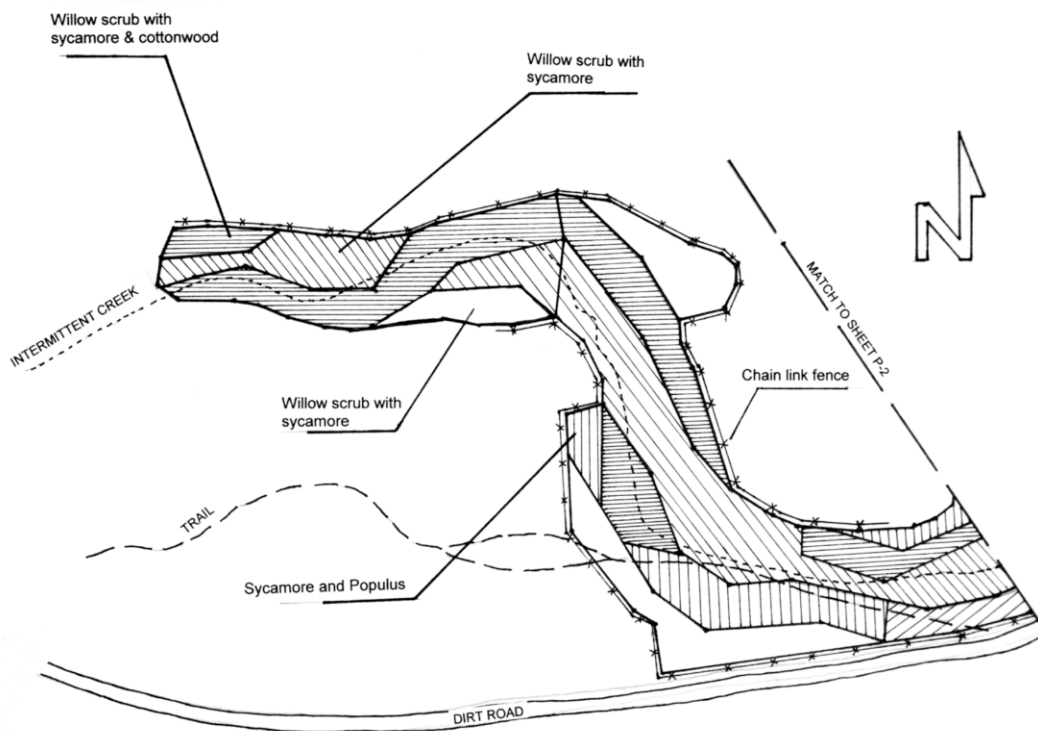 Willow scrub with
sycamore & cottonwood
Willow scrub with
sycamore
N
INTERMITTENT CREEK
MATCH TO SHEET P-2
Chain link fence
Willow scrub with
sycamore
TRAIL
Sycamore and Populus
DIRT ROAD